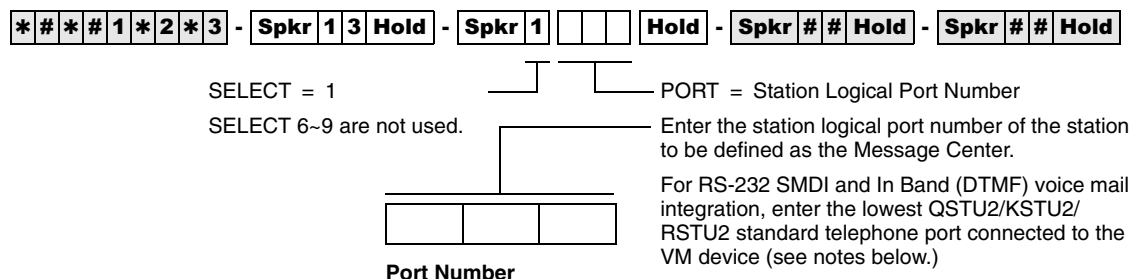 *#*#1*2*3 - Spkr 1 3 Hold - Spkr 1 Hold - Spkr ## Hold - Spkr ## Hold
SELECT = 1
SELECT 6~9 are not used.
PORT = Station Logical Port Number
Enter the station logical port number of the station
to be defined as the Message Center.
For RS-232 SMDI and In Band (DTMF) voice mail
integration, enter the lowest QSTU2/KSTU2/
RSTU2 standard telephone port connected to the
VM device (see notes below.)
Port Number